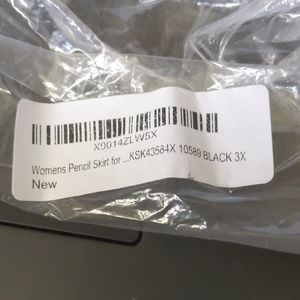 X0014ZLW5X
Womens Pencil Skirt for ...KSK43584X 10589 BLACK 3X
New